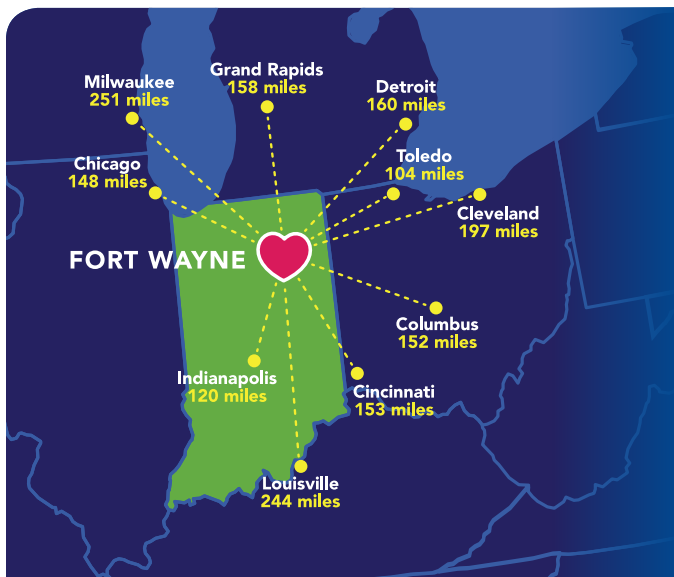 Milwaukee
251 miles
Grand Rapids
158 miles
Detroit
160 miles
Chicago
148 miles
Toledo
104 miles
Cleveland
197 miles
FORT WAYNE
Columbus
152 miles
Indianapolis
120 miles
Cincinnati
153 miles
Louisville
244 miles